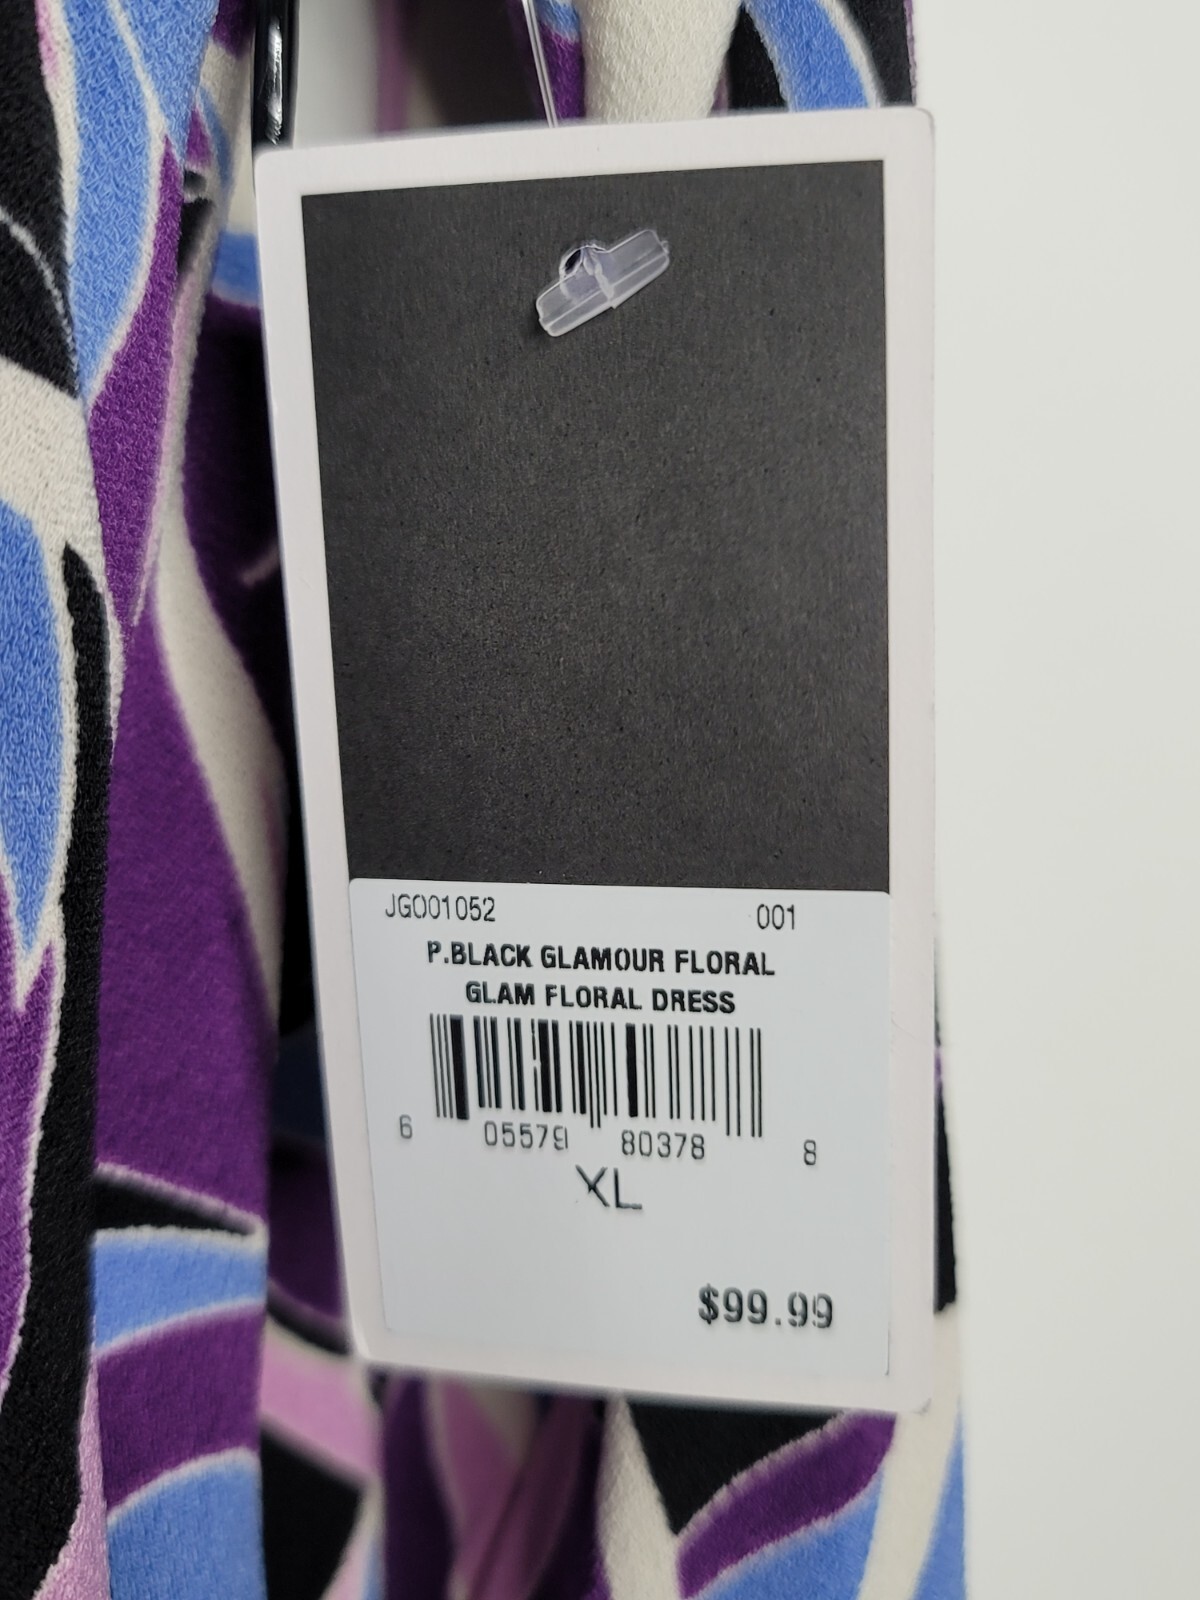 JG001052 001
P.BLACK GLAMOUR FLORAL
GLAM FLORAL DRESS
6 05579 80378 8
XL
$99.99